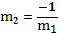 m₂ = −1/m₁